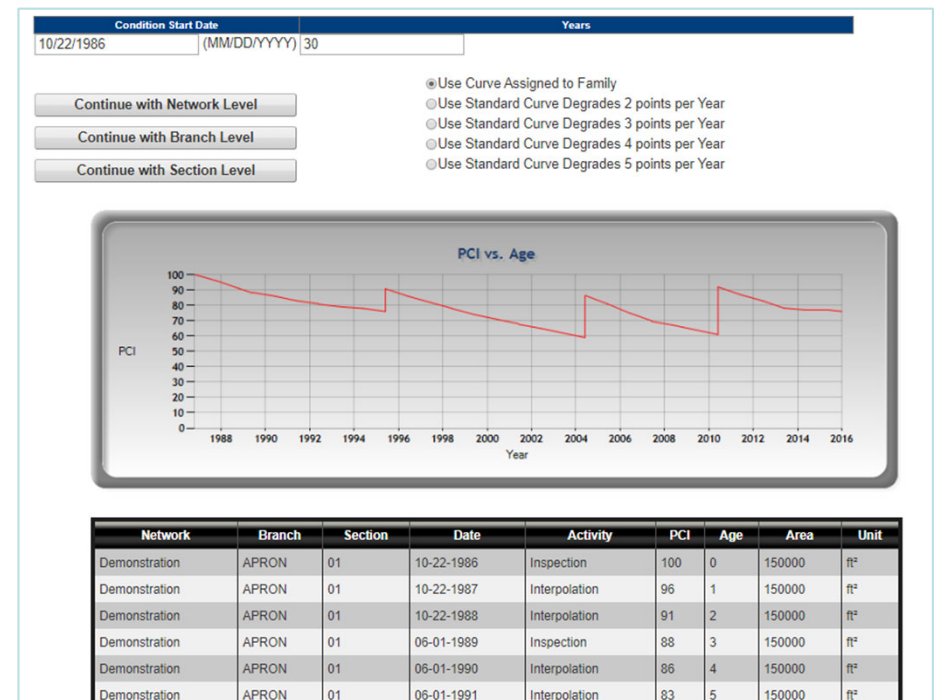 Condition Start Date Years
10/22/1986 (MM/DD/YYYY) 30
Use Curve Assigned to Family
Continue with Network Level Use Standard Curve Degrades 2 points per Year
Use Standard Curve Degrades 3 points per Year
Continue with Branch Level Use Standard Curve Degrades 4 points per Year
Continue with Section Level Use Standard Curve Degrades 5 points per Year
PCI vs. Age
100
90
80
70
60
PCI 50
40
30
20
10
0
1988 1990 1992 1994 1996 1998 2000 2002 2004 2006 2008 2010 2012 2014 2016
Year
Network Branch Section Date Activity PCI Age Area Unit
Demonstration APRON 01 10-22-1986 Inspection 100 0 150000 ft²
Demonstration APRON 01 10-22-1987 Interpolation 96 1 150000 ft²
Demonstration APRON 01 10-22-1988 Interpolation 91 2 150000 ft²
Demonstration APRON 01 06-01-1989 Inspection 88 3 150000 ft²
Demonstration APRON 01 06-01-1990 Interpolation 86 4 150000 ft²
Demonstration APRON 01 06-01-1991 Interpolation 83 5 150000 ft²